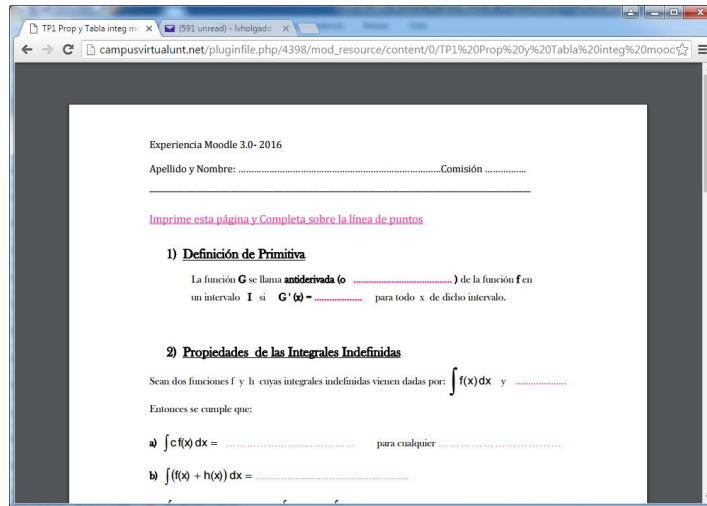 TP1 Prop y Tabla integ mo
(591 unread) - lvholgado
campusvirtualunt.net/pluginfile.php/4398/mod_resource/content/0/TP1%20Prop%20y%20Tabla%20integ%20mood
Experiencia Moodle 3.0- 2016
Apellido y Nombre: ……………………………………………………………………Comisión ……………
Imprime esta página y Completa sobre la línea de puntos
1) Definición de Primitiva
La función G se llama antiderivada (o ...................................... ) de la función f en
un intervalo I si G ' (x) = ................... para todo x de dicho intervalo.
2) Propiedades de las Integrales Indefinidas
Sean dos funciones f y h cuyas integrales indefinidas vienen dadas por: ∫ f(x) dx y ....................
Entonces se cumple que:
a) ∫ c f(x) dx = …………………………… para cualquier ……………………………
b) ∫ (f(x) + h(x)) dx = ......................................................